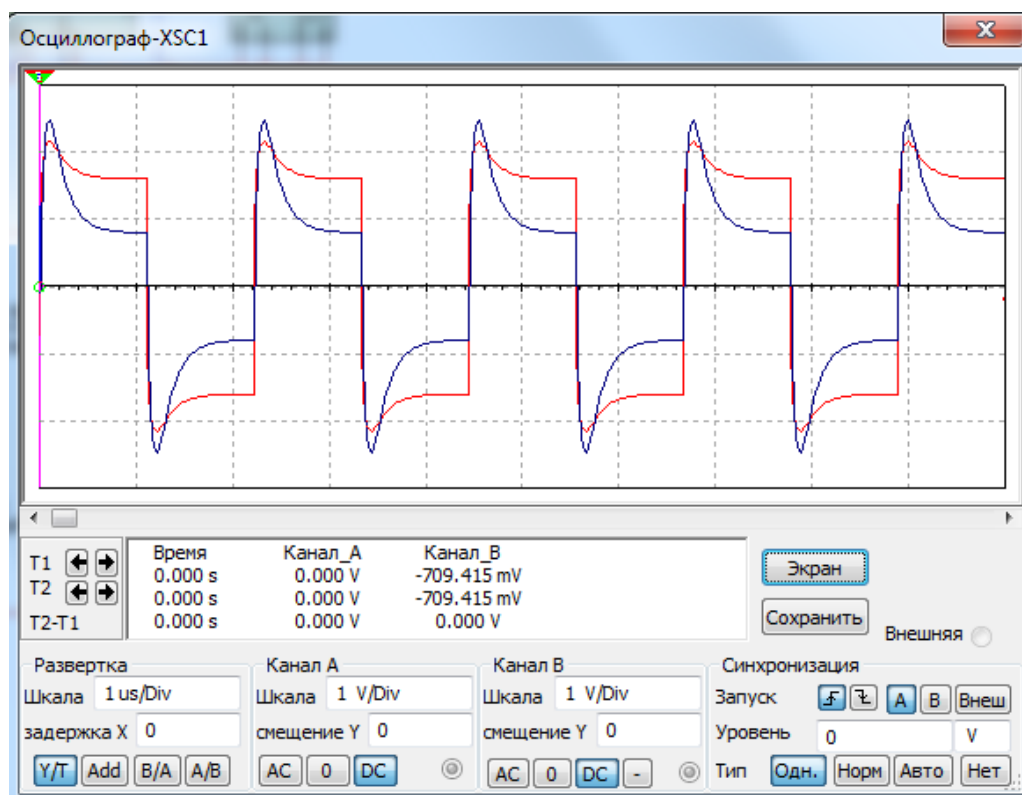 Осциллограф-XSC1
Время Канал_А Канал_В
T1 0.000 s 0.000 V -709.415 mV
T2 0.000 s 0.000 V -709.415 mV
T2-T1 0.000 s 0.000 V 0.000 V
Экран
Сохранить
Внешняя
Развертка Канал А Канал В Синхронизация
Шкала 1 us/Div Шкала 1 V/Div Шкала 1 V/Div Запуск A B Внеш
задержка X 0 смещение Y 0 смещение Y 0 Уровень 0 V
Y/T Add B/A A/B AC 0 DC AC 0 DC - Тип Одн. Норм Авто Нет